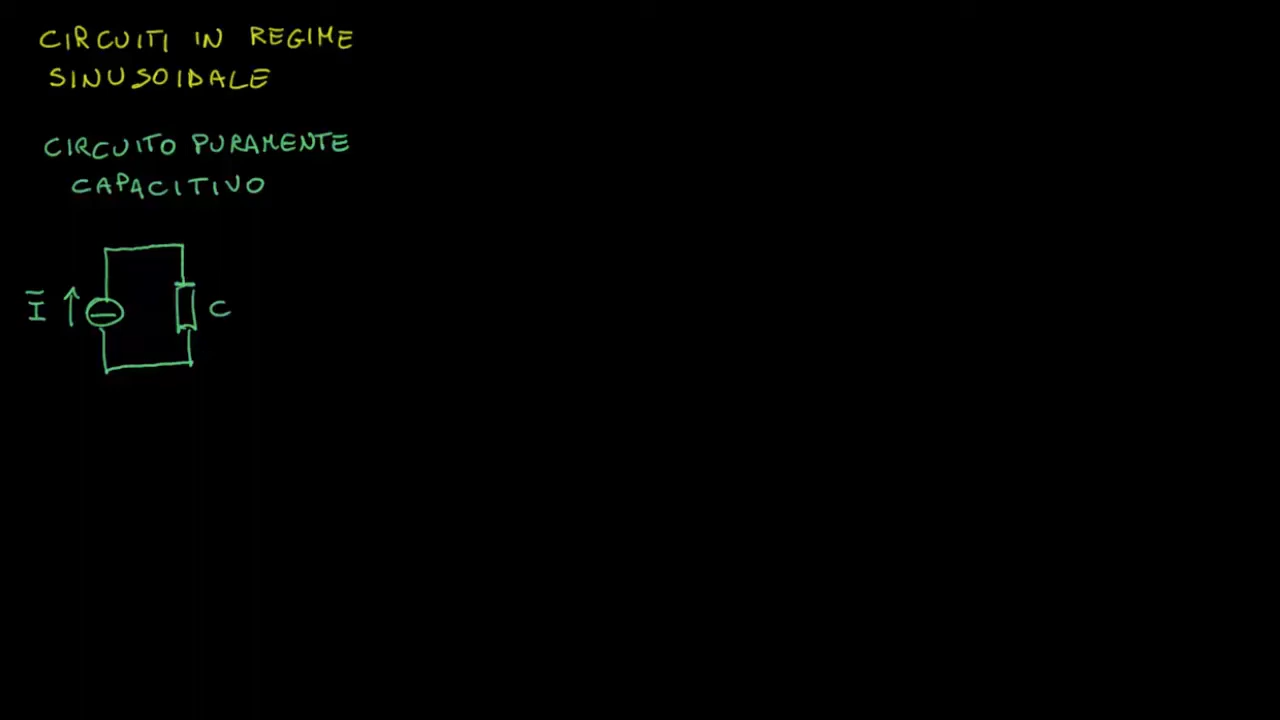 CIRCUITI IN REGIME
SINUSOIDALE
CIRCUITO PURAMENTE
CAPACITIVO
Ī C